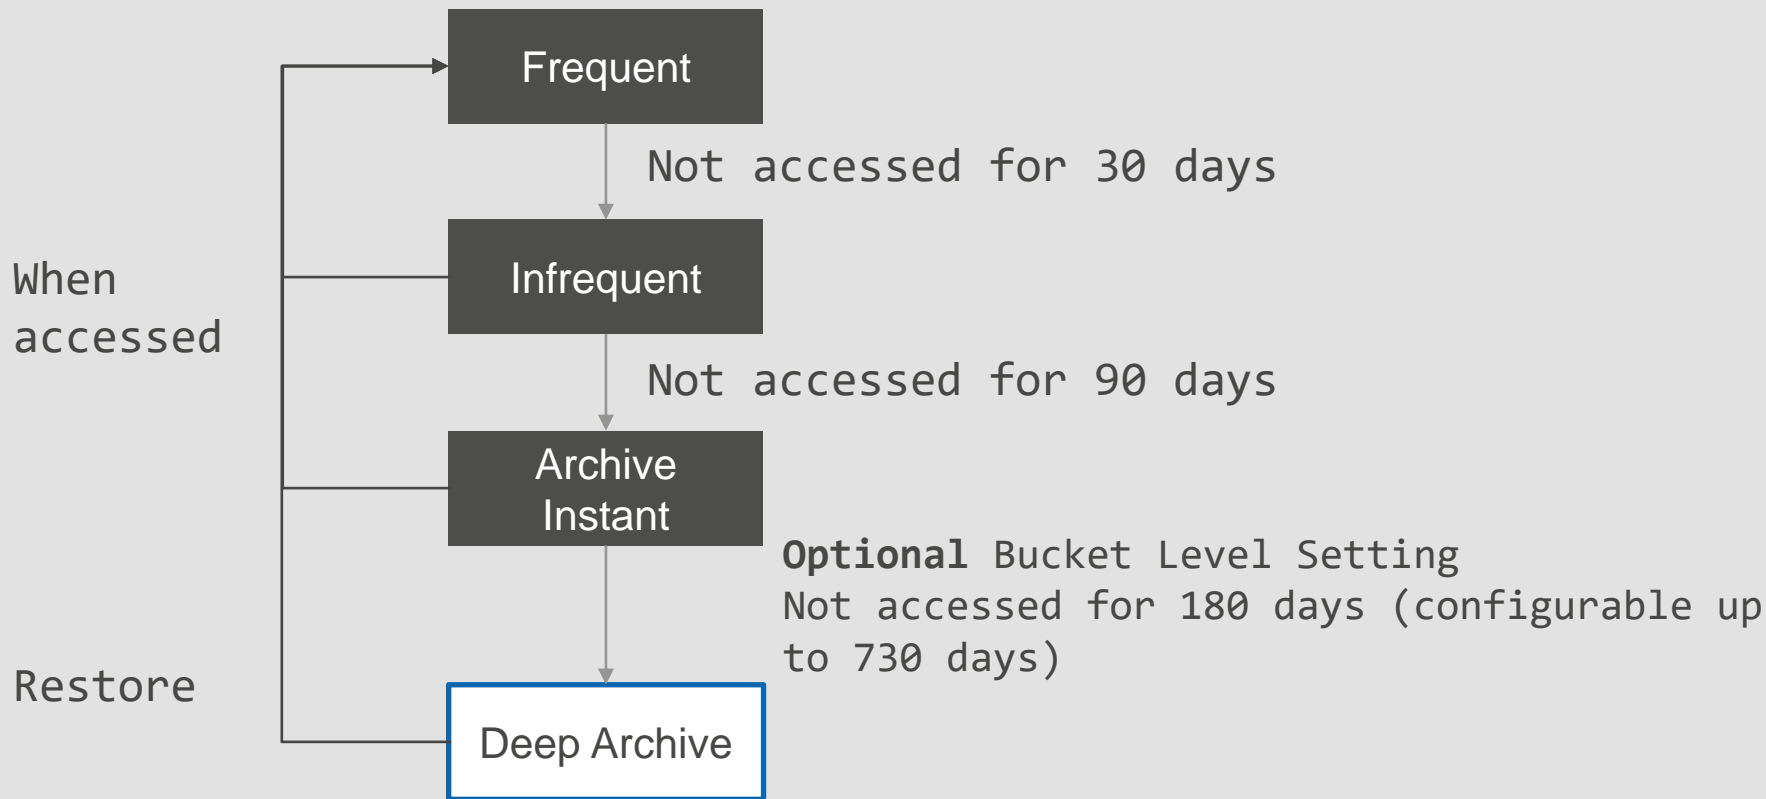 Frequent
Not accessed for 30 days
When
accessed
Infrequent
Not accessed for 90 days
Archive
Instant
Optional Bucket Level Setting
Not accessed for 180 days (configurable up
to 730 days)
Restore
Deep Archive